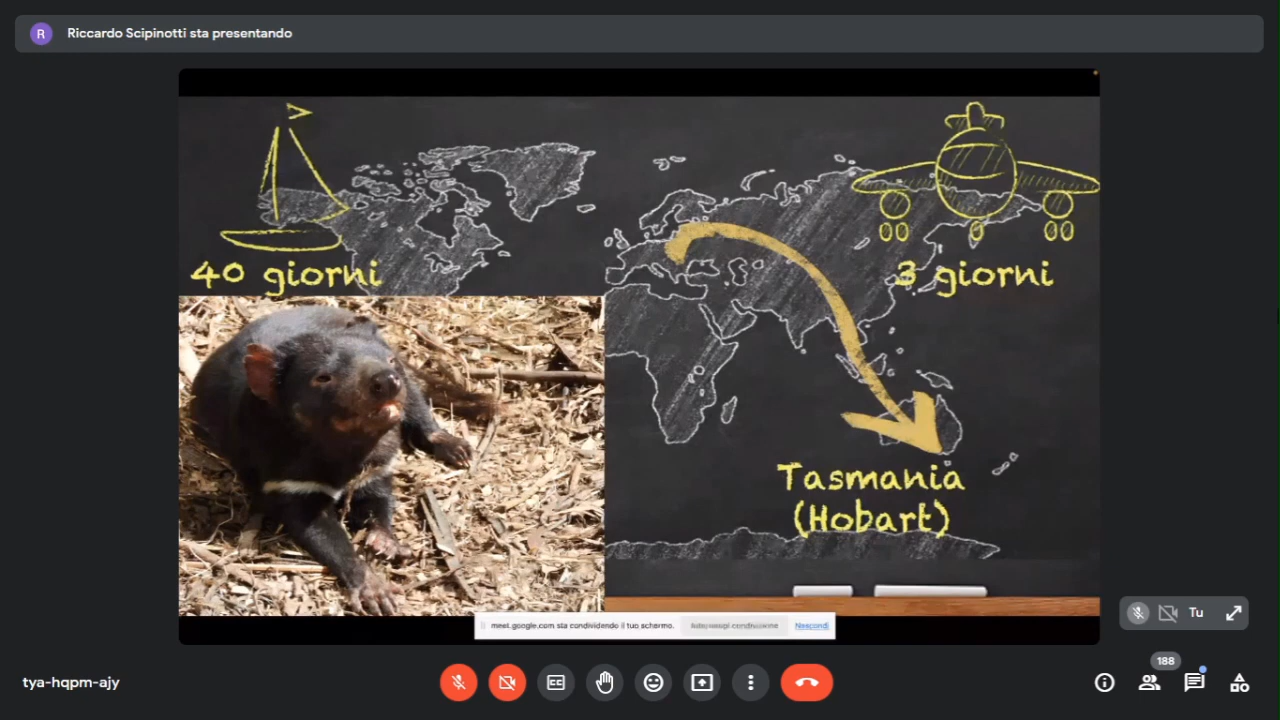 R Riccardo Scipinotti sta presentando
40 giorni
3 giorni
Tasmania
(Hobart)
meet.google.com sta condividendo il tuo schermo. Nascondi
Tu
tya-hqpm-ajy
CC
188